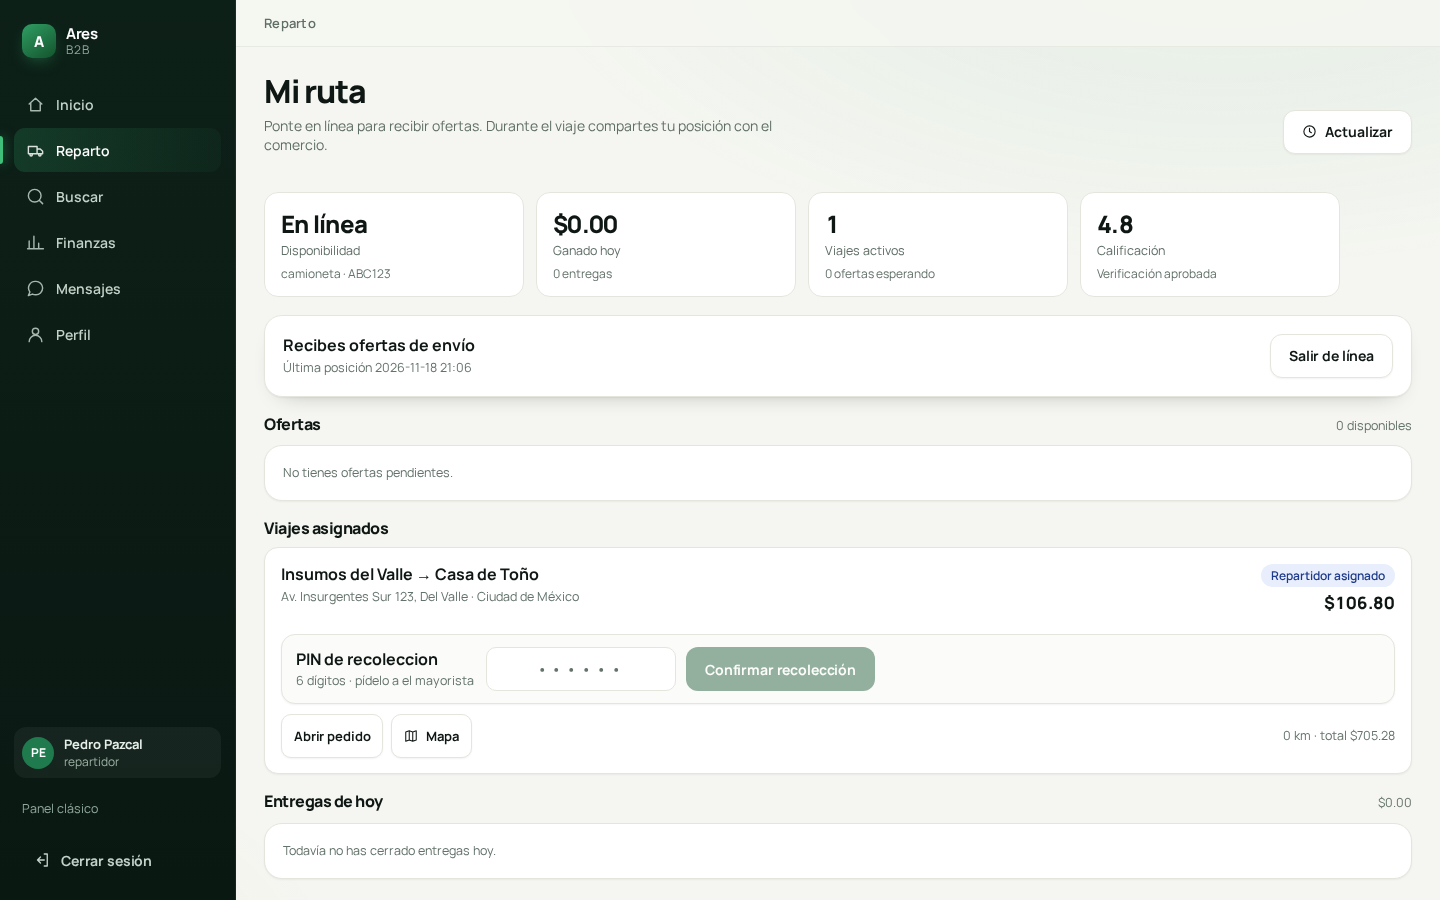 A
Ares
B2B
Inicio
Reparto
Buscar
Finanzas
Mensajes
Perfil
PE
Pedro Pazcal
repartidor
Panel clásico
Cerrar sesión
Reparto
Mi ruta
Ponte en línea para recibir ofertas. Durante el viaje compartes tu posición con el
comercio.
Actualizar
En línea
Disponibilidad
camioneta · ABC123
$0.00
Ganado hoy
0 entregas
1
Viajes activos
0 ofertas esperando
4.8
Calificación
Verificación aprobada
Recibes ofertas de envío
Última posición 2026-11-18 21:06
Salir de línea
Ofertas
0 disponibles
No tienes ofertas pendientes.
Viajes asignados
Insumos del Valle → Casa de Toño
Av. Insurgentes Sur 123, Del Valle · Ciudad de México
Repartidor asignado
$106.80
PIN de recoleccion
6 dígitos · pídelo a el mayorista
••••••
Confirmar recolección
Abrir pedido
Mapa
0 km · total $705.28
Entregas de hoy
$0.00
Todavía no has cerrado entregas hoy.